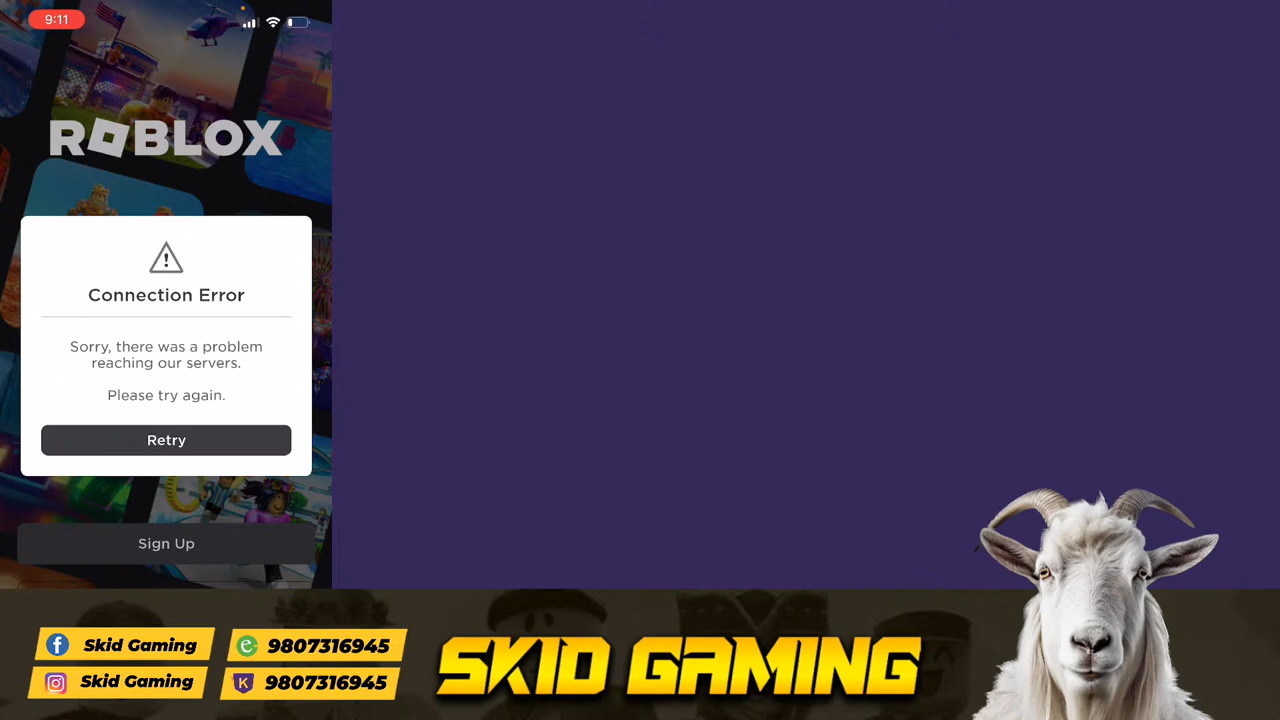 9:11
ROBLOX
Connection Error
Sorry, there was a problem
reaching our servers.
Please try again.
Retry
Sign Up
Skid Gaming
9807316945
Skid Gaming
9807316945
SKID GAMING